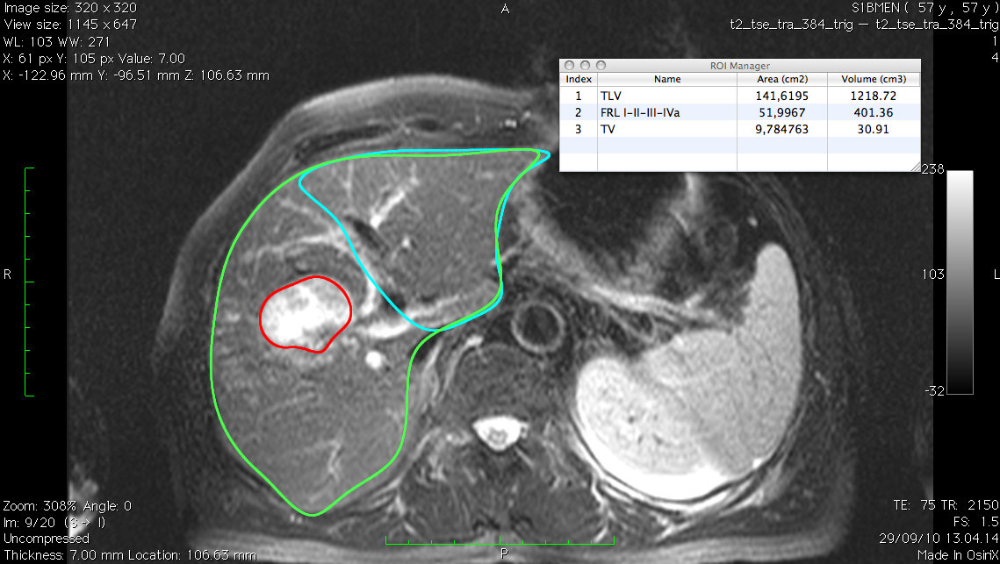 Image size: 320 x 320
View size: 1145 x 647
WL: 103 WW: 271
X: 61 px Y: 105 px Value: 7.00
X: -122.96 mm Y: -96.51 mm Z: 106.63 mm
A
S1BMEN ( 57 y , 57 y )
t2_tse_tra_384_trig — t2_tse_tra_384_trig
1
4
ROI Manager
Index Name Area (cm2) Volume (cm3)
1 TLV 141,6195 1218.72
2 FRL I-II-III-IVa 51,9967 401.36
3 TV 9,784763 30.91
238
103
-32
R
L
Zoom: 308% Angle: 0
Im: 9/20 (S -> I)
Uncompressed
Thickness: 7.00 mm Location: 106.63 mm
P
TE: 75 TR: 2150
FS: 1.5
29/09/10 13.04.14
Made In OsiriX